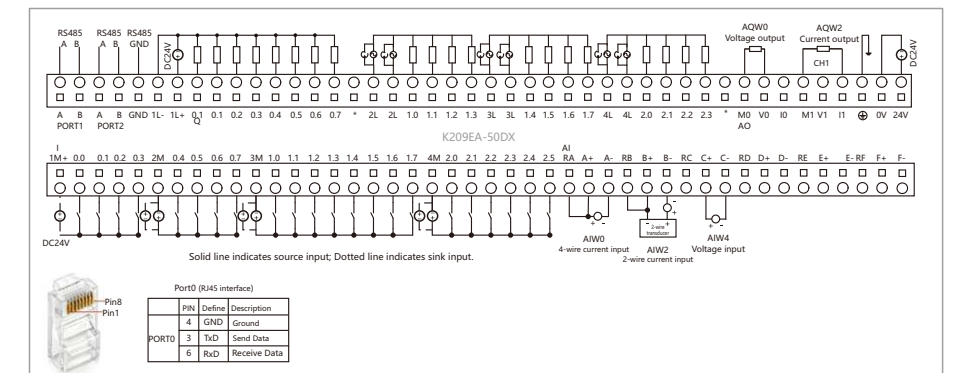 RS485 RS485 RS485
A B A B GND
DC24V
AQW0
Voltage output
AQW2
Current output
CH1
DC24V
A B A B GND 1L- 1L+ 0.1 0.1 0.2 0.3 0.4 0.5 0.6 0.7 * 2L 2L 1.0 1.1 1.2 1.3 3L 3L 1.4 1.5 1.6 1.7 4L 4L 2.0 2.1 2.2 2.3 * M0 V0 I0 M1 V1 I1 0V 24V
PORT1 PORT2 Q AO
K209EA-50DX
I AI
1M+ 0.0 0.1 0.2 0.3 2M 0.4 0.5 0.6 0.7 3M 1.0 1.1 1.2 1.3 1.4 1.5 1.6 1.7 4M 2.0 2.1 2.2 2.3 2.4 2.5 RA A+ A- RB B+ B- RC C+ C- RD D+ D- RE E+ E- RF F+ F-
DC24V
+ -
- +
2-wire
transducer
+ -
AIW0
4-wire current input
AIW2
2-wire current input
AIW4
Voltage input
Solid line indicates source input; Dotted line indicates sink input.
Pin8
Pin1
Port0 (RJ45 interface)
PIN Define Description
PORT0
4 GND Ground
3 TxD Send Data
6 RxD Receive Data